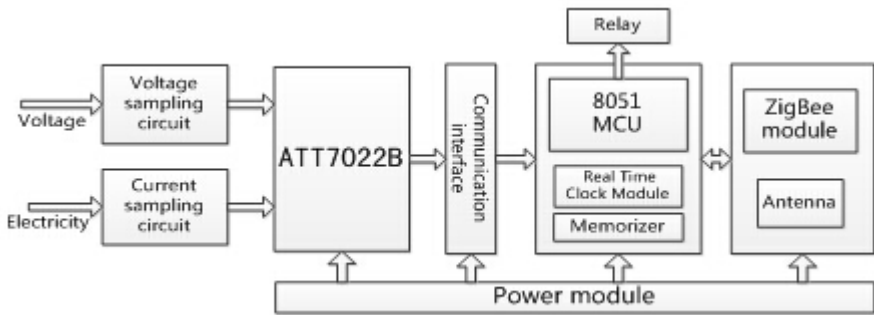 Relay
Voltage
sampling
circuit
Voltage
ATT7022B
Communication
interface
8051
MCU
ZigBee
module
Real Time
Clock Module
Antenna
Memorizer
Current
sampling
circuit
Electricity
Power module